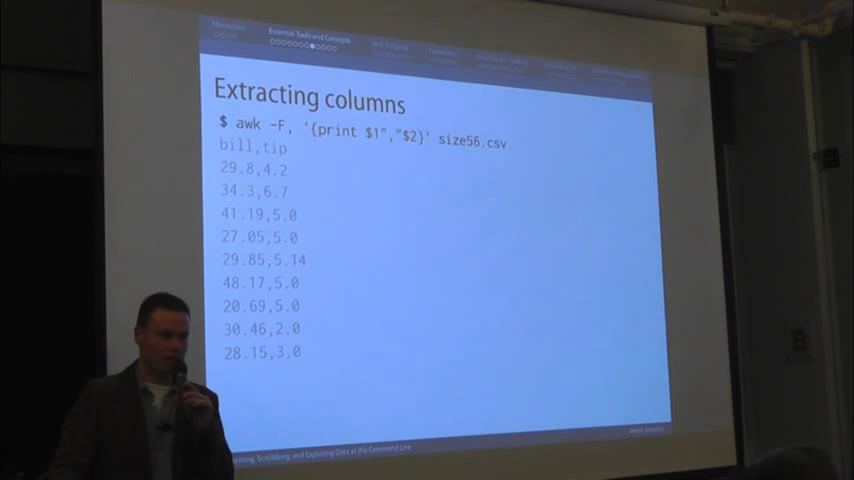 Motivation
Essential Tools and Concepts
Extracting columns
$ awk -F, '{print $1","$2}' size56.csv
bill,tip
29.8,4.2
34.3,6.7
41.19,5.0
27.05,5.0
29.85,5.14
48.17,5.0
20.69,5.0
30.46,2.0
28.15,3.0
Scrubbing, and Exploring Data at the Command Line